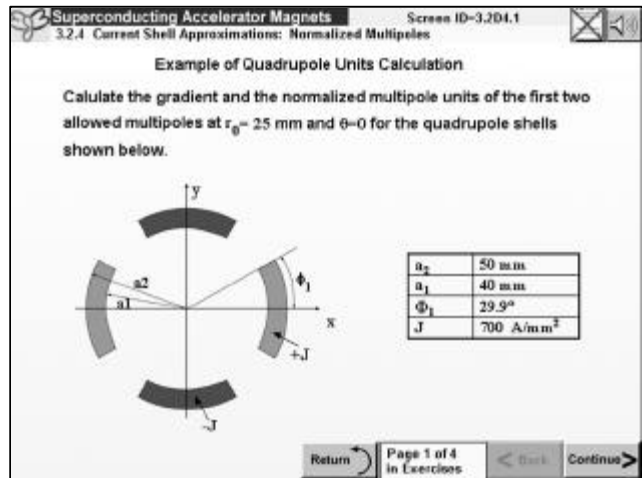 Superconducting Accelerator Magnets
Screen ID-3.2D4.1
3.2.4 Current Shell Approximations: Normalized Multipoles
Example of Quadrupole Units Calculation
Calulate the gradient and the normalized multipole units of the first two
allowed multipoles at r0= 25 mm and θ=0 for the quadrupole shells
shown below.
y
a2
a1
ϕ1
x
+J
-J
a2 50 mm
a1 40 mm
Φ1 29.9°
J 700 A/mm²
Return
Page 1 of 4
in Exercises
< Back
Continue >